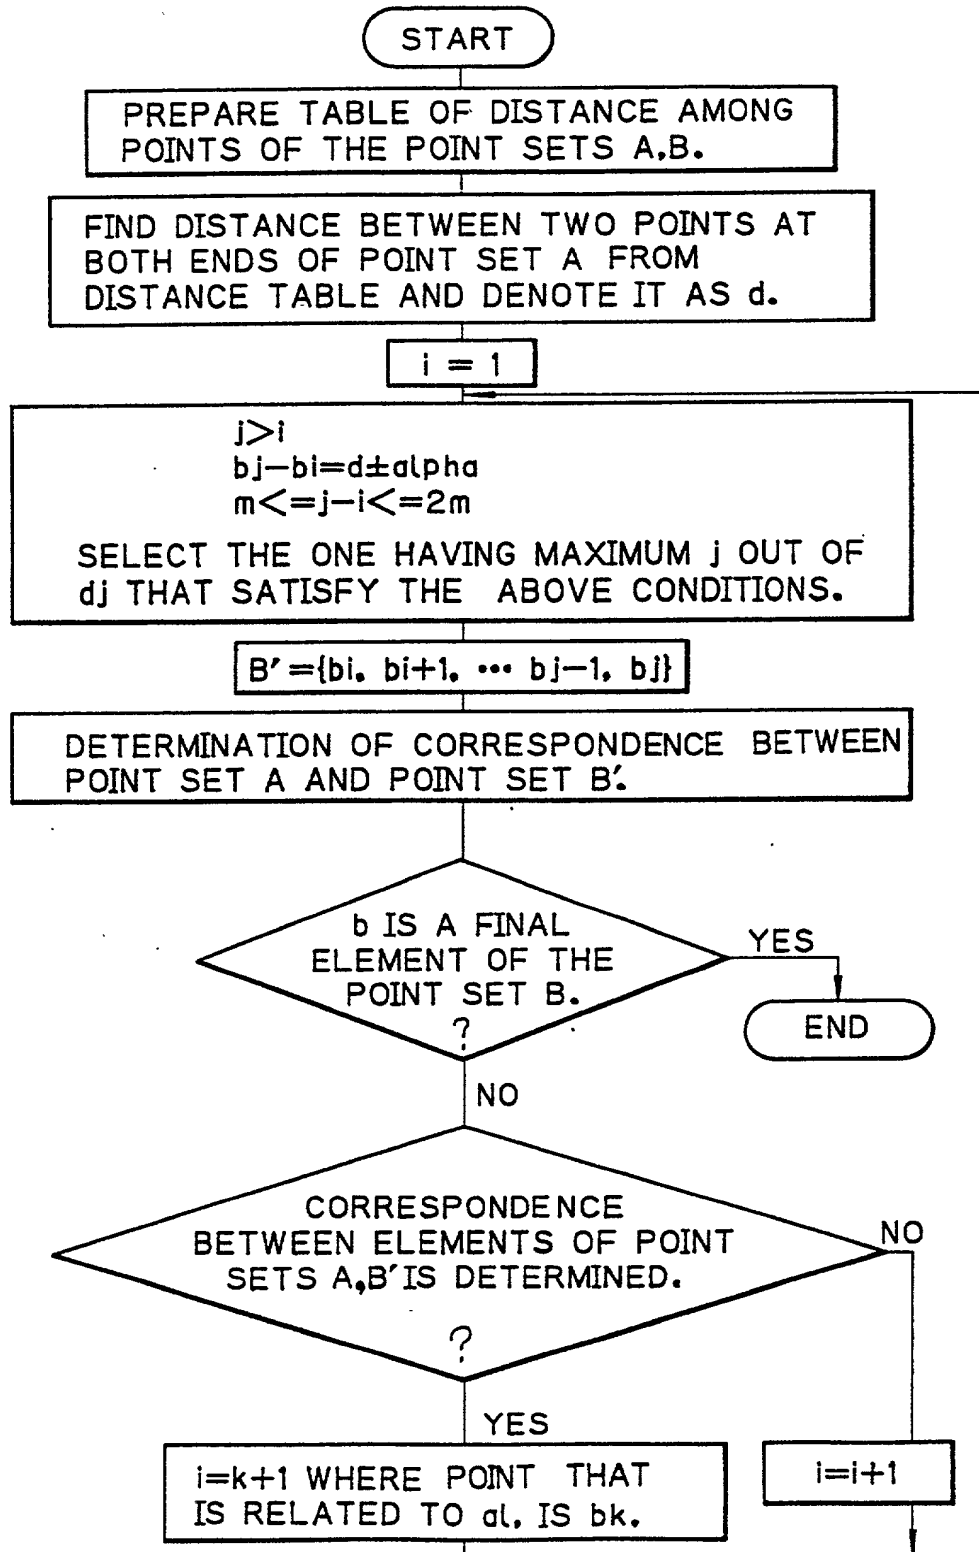 START
PREPARE TABLE OF DISTANCE AMONG
POINTS OF THE POINT SETS A,B.
FIND DISTANCE BETWEEN TWO POINTS AT
BOTH ENDS OF POINT SET A FROM
DISTANCE TABLE AND DENOTE IT AS d.
i = 1
j>i
bj-bi=d±alpha
m<=j-i<=2m
SELECT THE ONE HAVING MAXIMUM j OUT OF
dj THAT SATISFY THE ABOVE CONDITIONS.
B'={bi, bi+1, ... bj-1, bj}
DETERMINATION OF CORRESPONDENCE BETWEEN
POINT SET A AND POINT SET B'.
b IS A FINAL
ELEMENT OF THE
POINT SET B.
?
YES
END
NO
CORRESPONDENCE
BETWEEN ELEMENTS OF POINT
SETS A,B' IS DETERMINED.
?
NO
YES
i=k+1 WHERE POINT THAT
IS RELATED TO al, IS bk.
i=i+1